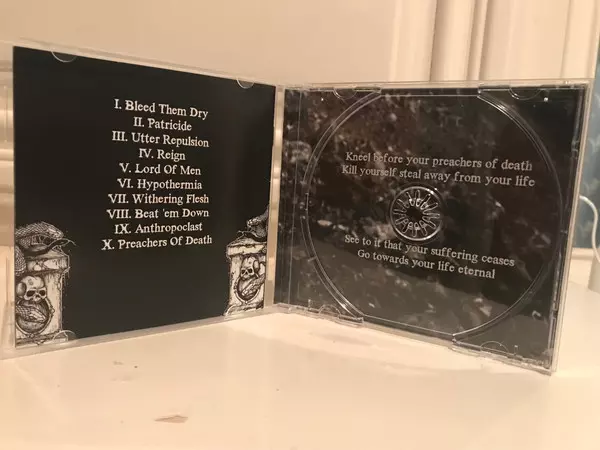 I. Bleed Them Dry
II. Patricide
III. Utter Repulsion
IV. Reign
V. Lord Of Men
VI. Hypothermia
VII. Withering Flesh
VIII. Beat 'em Down
IX. Anthropoclast
X. Preachers Of Death
Kneel before your preachers of death
Kill yourself steal away from your life
See to it that your suffering ceases
Go towards your life eternal